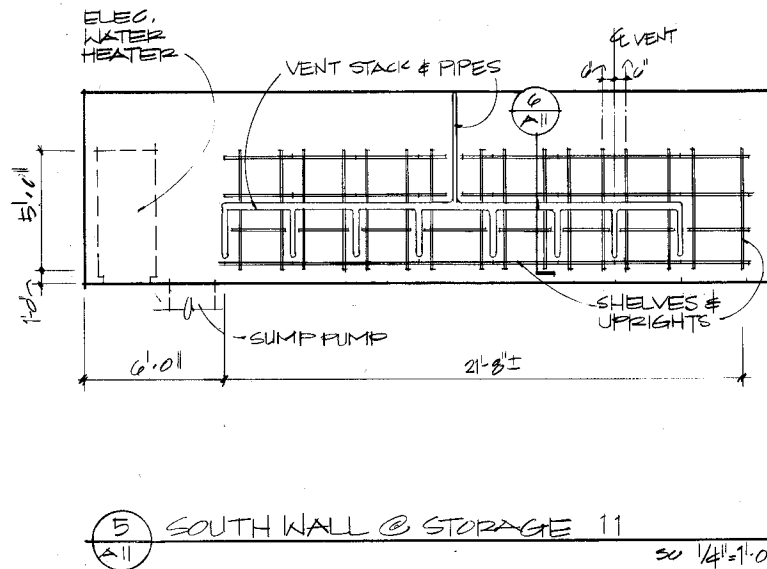 ELEC.
WATER
HEATER
VENT STACK & PIPES
℄ VENT
6"
6"
6
A11
5'-0"
1'-0"
SUMP PUMP
SHELVES &
UPRIGHTS
6'-0"
21'-8"±
5
A11
SOUTH WALL @ STORAGE 11
1/4"=1'-0